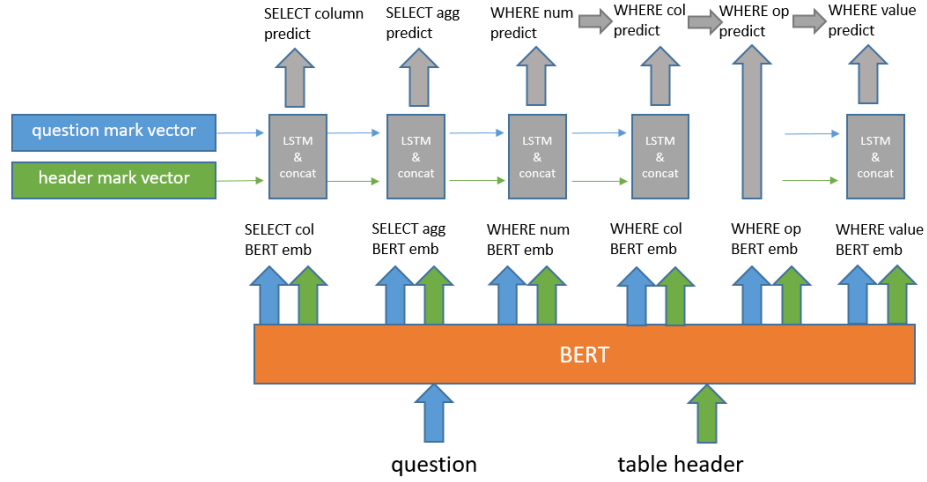 SELECT column
predict
SELECT agg
predict
WHERE num
predict
WHERE col
predict
WHERE op
predict
WHERE value
predict
question mark vector
header mark vector
LSTM
&
concat
LSTM
&
concat
LSTM
&
concat
LSTM
&
concat
LSTM
&
concat
SELECT col
BERT emb
SELECT agg
BERT emb
WHERE num
BERT emb
WHERE col
BERT emb
WHERE op
BERT emb
WHERE value
BERT emb
BERT
question
table header